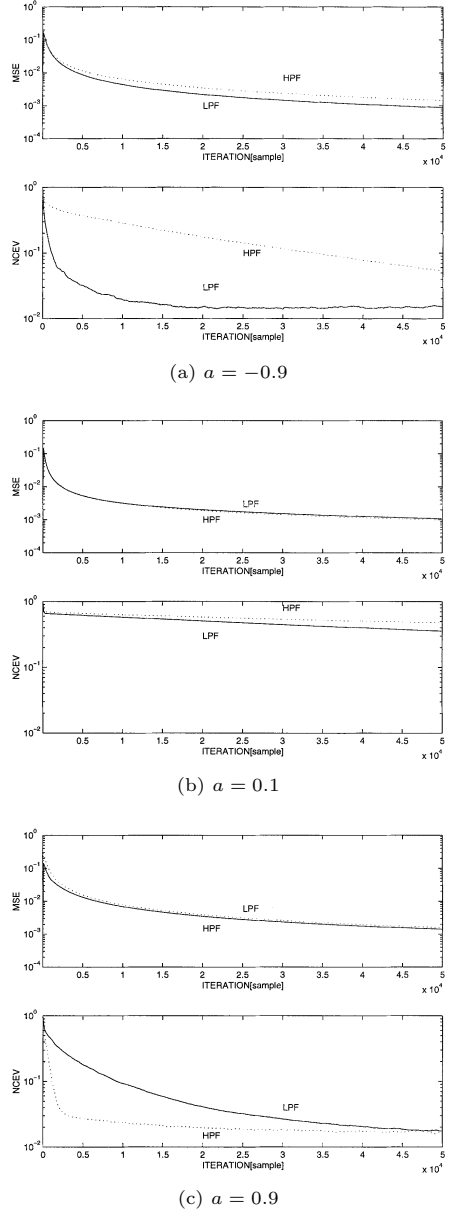 10^0
10^-1
MSE
10^-2
10^-3
10^-4
HPF
LPF
0.5 1 1.5 2 2.5 3 3.5 4 4.5 5
ITERATION[sample]
x 10^4
10^0
NCEV
10^-1
10^-2
HPF
LPF
0 0.5 1 1.5 2 2.5 3 3.5 4 4.5 5
ITERATION[sample]
x 10^4
(a) a = −0.9
10^0
10^-1
MSE
10^-2
10^-3
10^-4
LPF
HPF
0.5 1 1.5 2 2.5 3 3.5 4 4.5 5
ITERATION[sample]
x 10^4
10^0
NCEV
10^-1
10^-2
HPF
LPF
0.5 1 1.5 2 2.5 3 3.5 4 4.5 5
ITERATION[sample]
x 10^4
(b) a = 0.1
10^0
10^-1
MSE
10^-2
10^-3
10^-4
LPF
HPF
0.5 1 1.5 2 2.5 3 3.5 4 4.5 5
ITERATION[sample]
x 10^4
10^0
NCEV
10^-1
10^-2
LPF
HPF
0 0.5 1 1.5 2 2.5 3 3.5 4 4.5 5
ITERATION[sample]
x 10^4
(c) a = 0.9